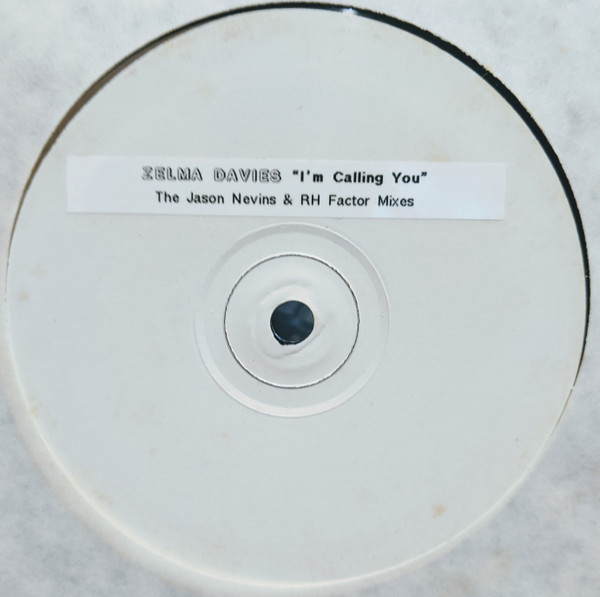 ZELMA DAVIES "I'm Calling You"
The Jason Nevins & RH Factor Mixes